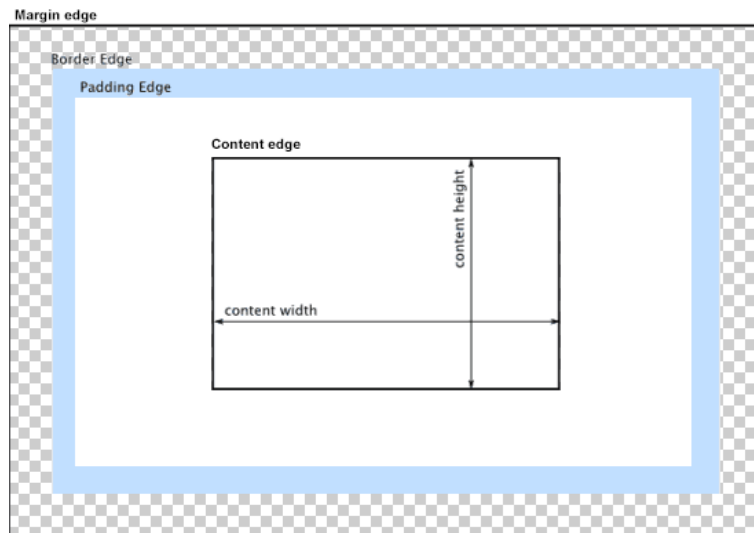 Margin edge
Border Edge
Padding Edge
Content edge
content height
content width